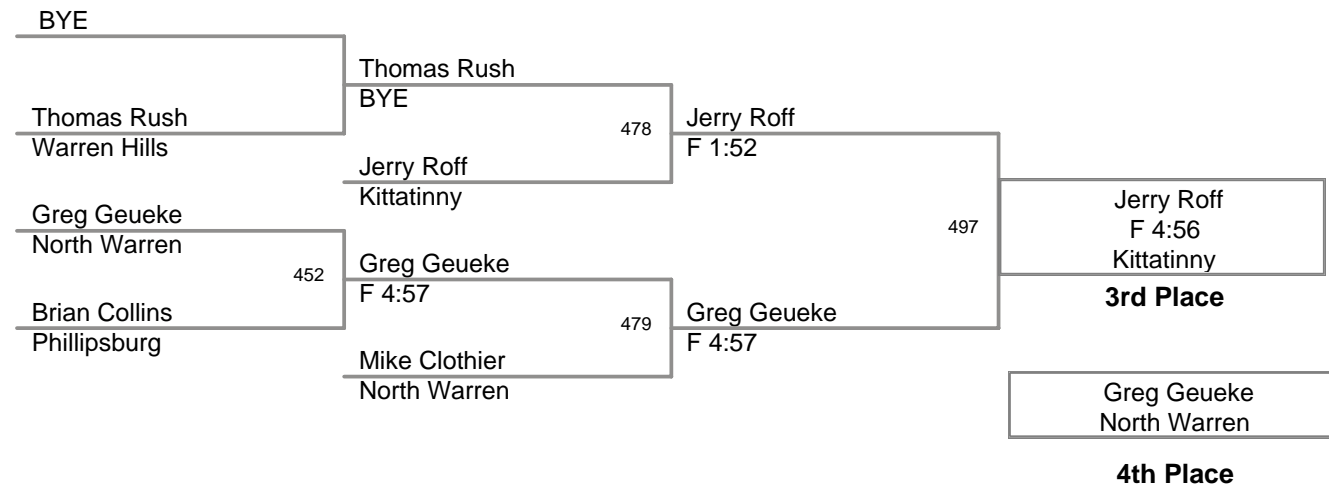 BYE
Thomas Rush
Warren Hills
Greg Geueke
North Warren
452
Brian Collins
Phillipsburg
Thomas Rush
BYE
478
Jerry Roff
Kittatinny
Greg Geueke
F 4:57
479
Mike Clothier
North Warren
Jerry Roff
F 1:52
497
Greg Geueke
F 4:57
Jerry Roff
F 4:56
Kittatinny
3rd Place
Greg Geueke
North Warren
4th Place